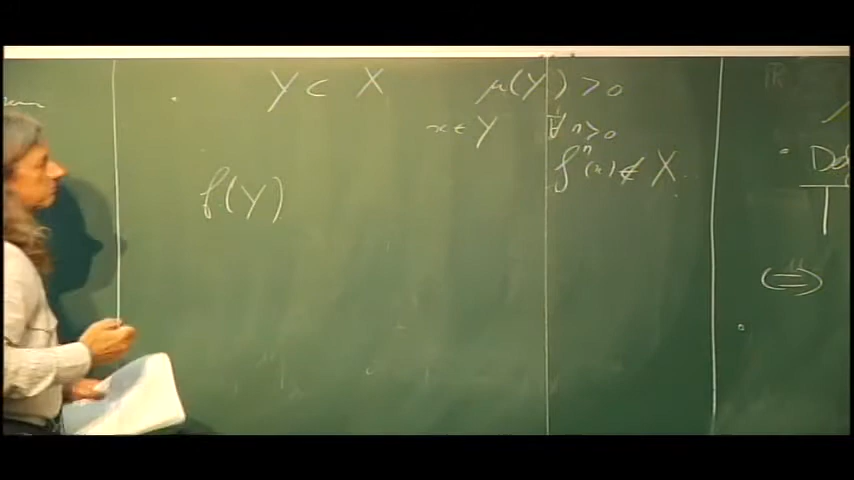 Y ⊂ X μ(Y) > 0
x ∈ Y ∀ n > 0
fⁿ(x) ∉ X
f(Y)
⇔